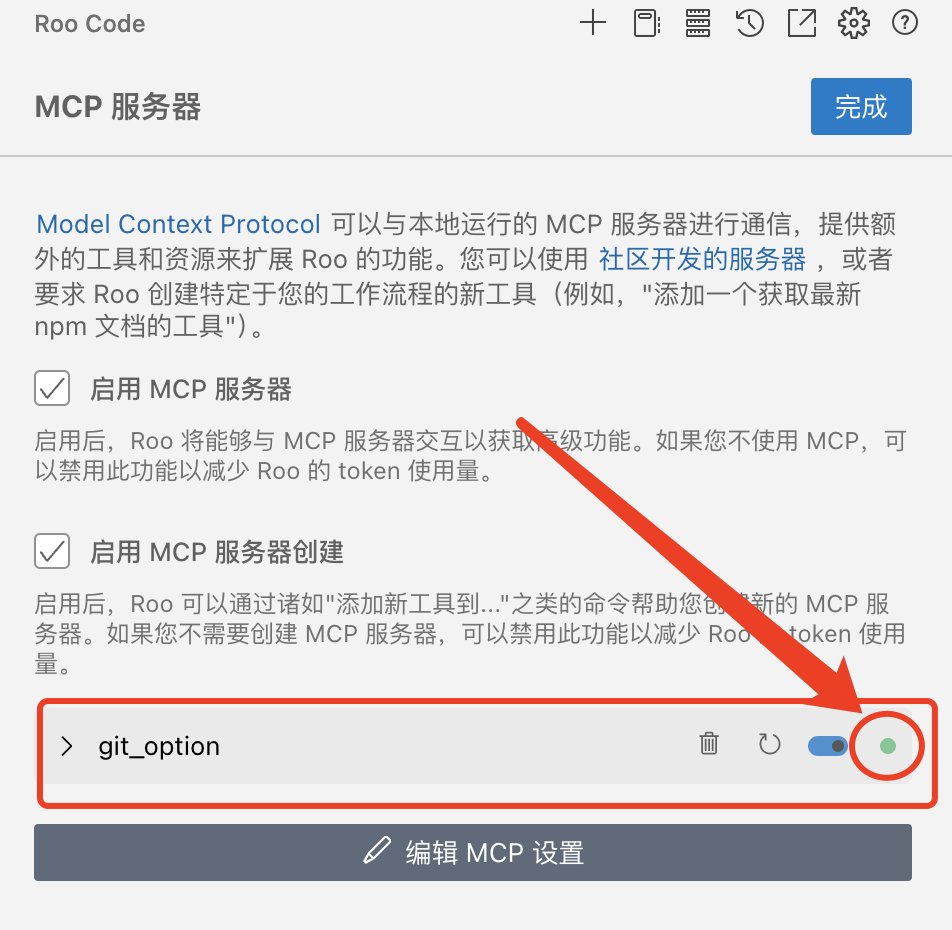 Roo Code
MCP 服务器
完成
Model Context Protocol 可以与本地运行的 MCP 服务器进行通信，提供额
外的工具和资源来扩展 Roo 的功能。您可以使用 社区开发的服务器 ，或者
要求 Roo 创建特定于您的工作流程的新工具（例如，"添加一个获取最新
npm 文档的工具"）。
启用 MCP 服务器
启用后，Roo 将能够与 MCP 服务器交互以获取高级功能。如果您不使用 MCP，可
以禁用此功能以减少 Roo 的 token 使用量。
启用 MCP 服务器创建
启用后，Roo 可以通过诸如"添加新工具到..."之类的命令帮助您创建新的 MCP 服
务器。如果您不需要创建 MCP 服务器，可以禁用此功能以减少 Roo 的 token 使用
量。
git_option
编辑 MCP 设置